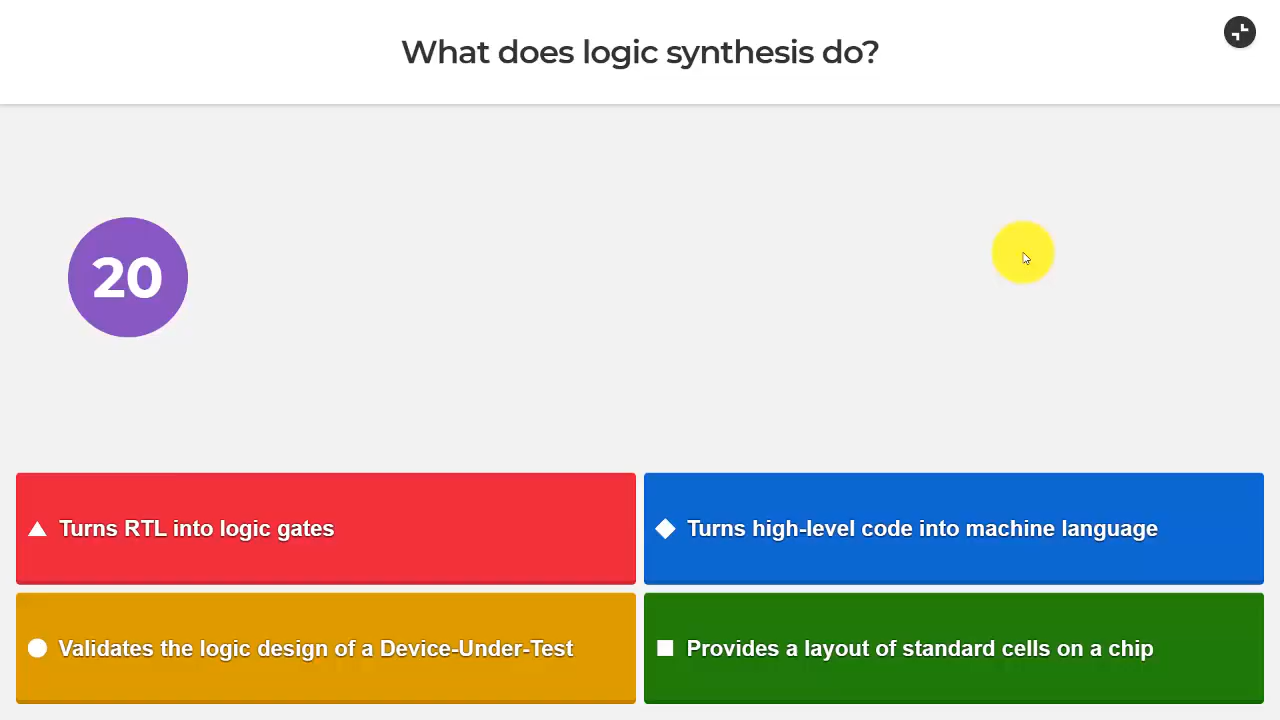 What does logic synthesis do?
20
Turns RTL into logic gates
Turns high-level code into machine language
Validates the logic design of a Device-Under-Test
Provides a layout of standard cells on a chip